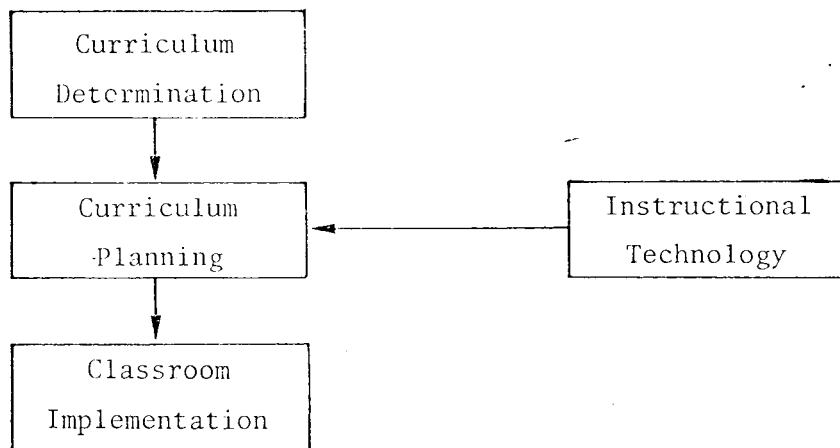 Curriculum
Determination
Curriculum
Planning
Instructional
Technology
Classroom
Implementation